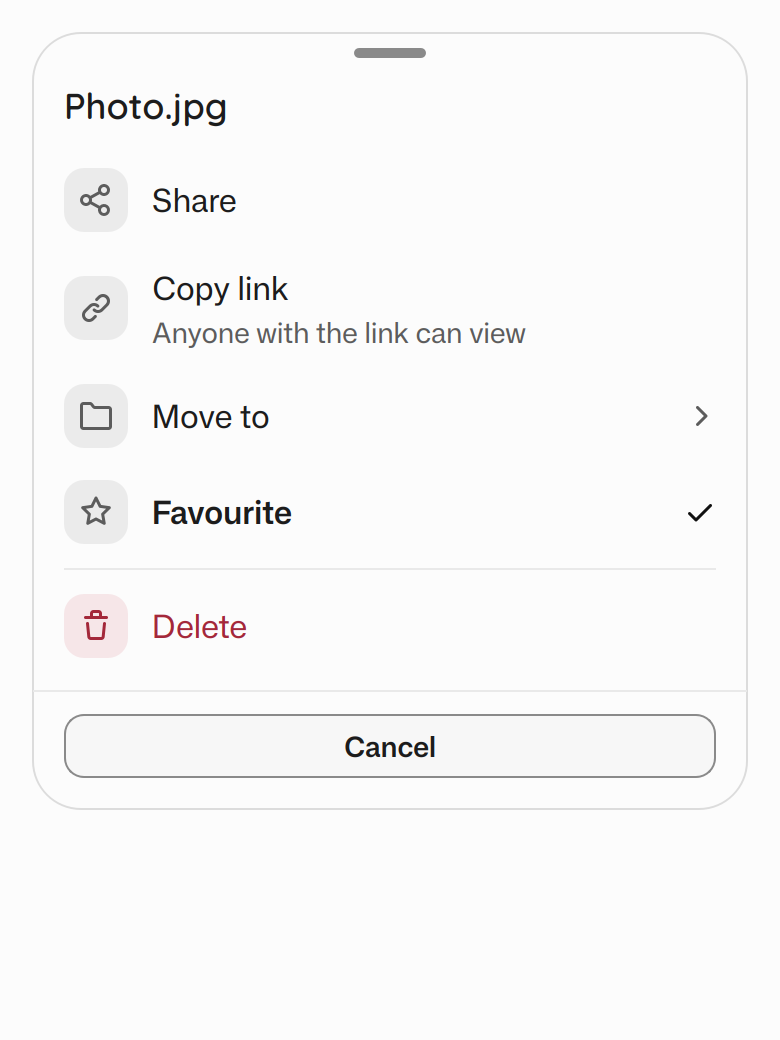 Photo.jpg
Share
Copy link
Anyone with the link can view
Move to
Favourite
Delete
Cancel